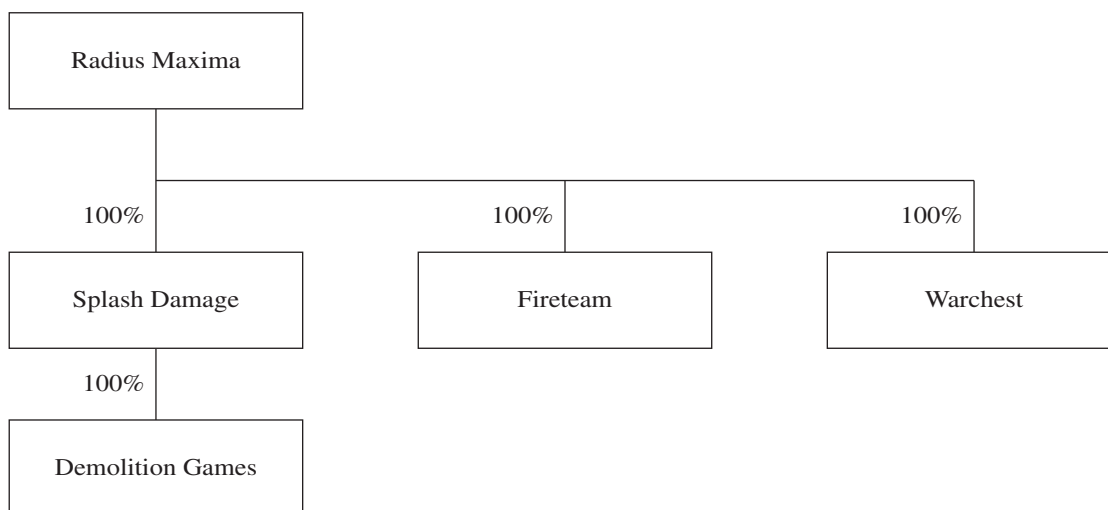 Radius Maxima
100%
100%
100%
Splash Damage
Fireteam
Warchest
100%
Demolition Games